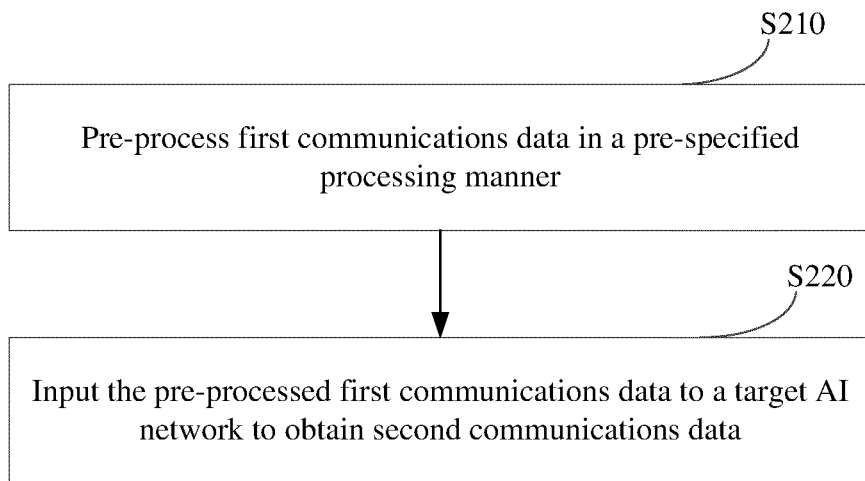 S210
Pre-process first communications data in a pre-specified
processing manner
S220
Input the pre-processed first communications data to a target AI
network to obtain second communications data